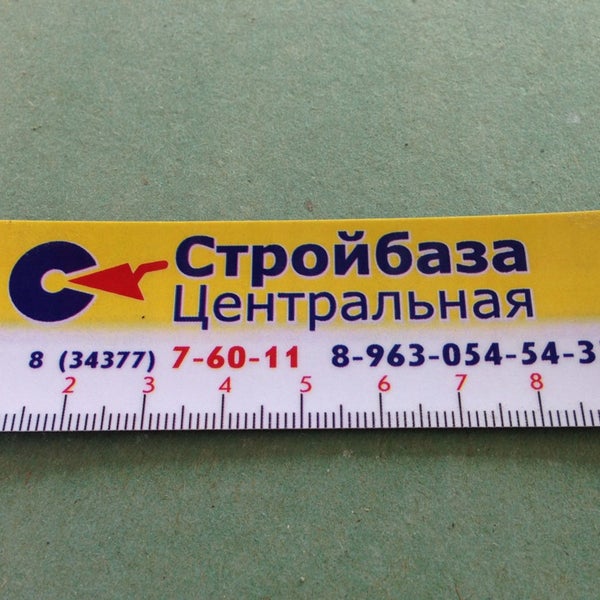 Стройбаза
Центральная
8 (34377) 7-60-11 8-963-054-54-3
2 3 4 5 6 7 8